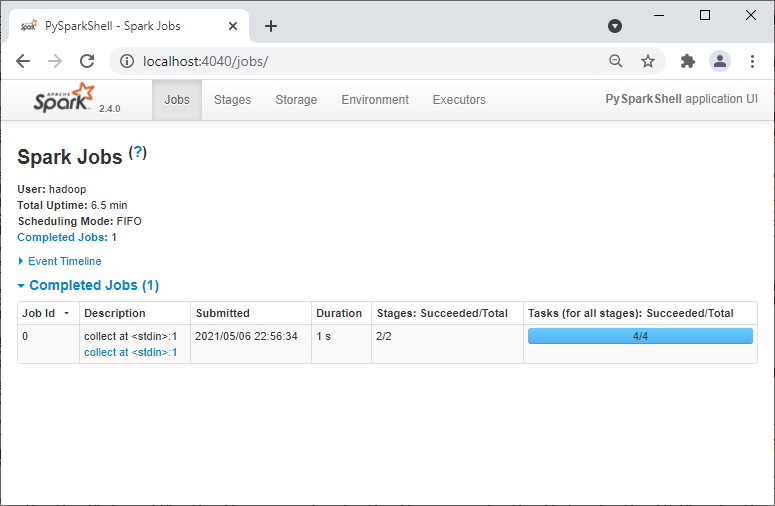 PySparkShell - Spark Jobs
localhost:4040/jobs/
APACHE
Spark 2.4.0 Jobs Stages Storage Environment Executors PySparkShell application UI
Spark Jobs (?)
User: hadoop
Total Uptime: 6.5 min
Scheduling Mode: FIFO
Completed Jobs: 1
Event Timeline
Completed Jobs (1)
Job Id Description Submitted Duration Stages: Succeeded/Total Tasks (for all stages): Succeeded/Total
0 collect at <stdin>:1 2021/05/06 22:56:34 1 s 2/2 4/4
collect at <stdin>:1